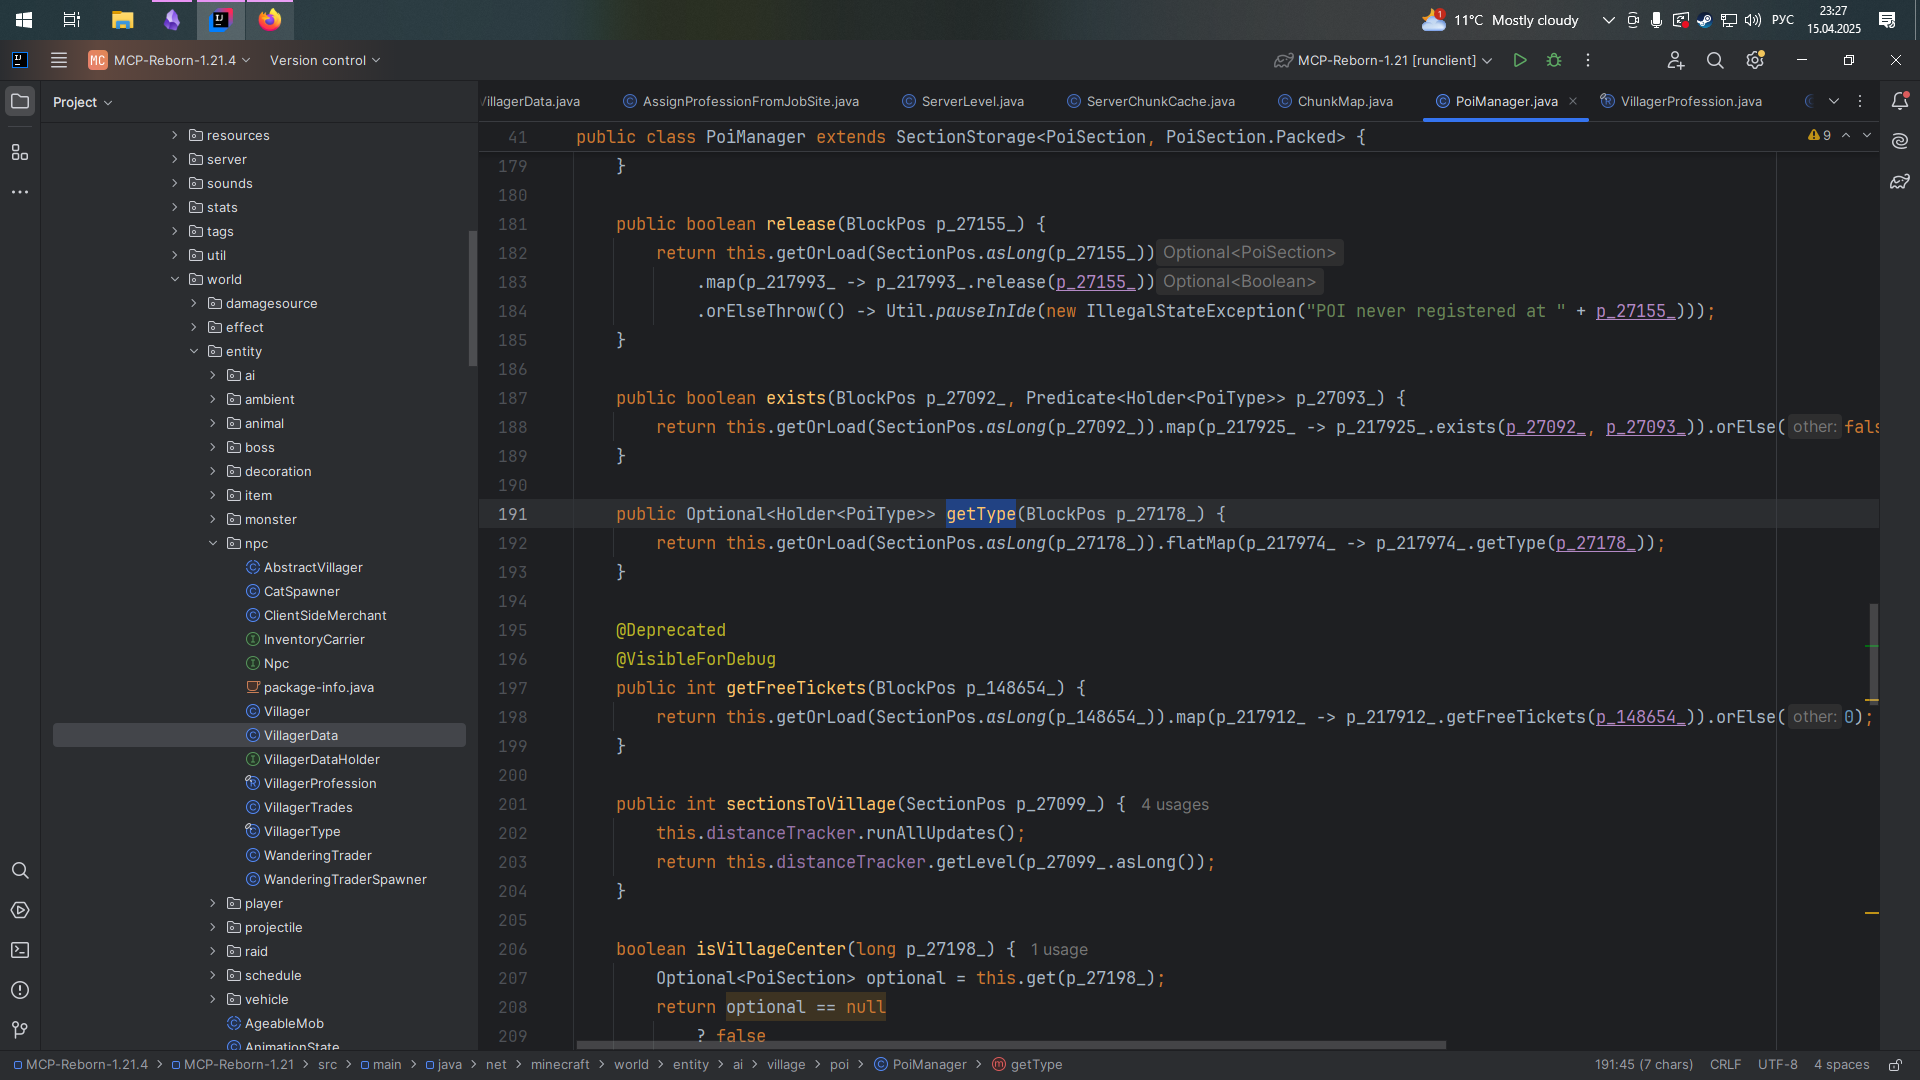 11°C Mostly cloudy
РУС
23:27
15.04.2025
MC MCP-Reborn-1.21.4
Version control
MCP-Reborn-1.21 [runclient]
Project
VillagerData.java
AssignProfessionFromJobSite.java
ServerLevel.java
ServerChunkCache.java
ChunkMap.java
PoiManager.java
VillagerProfession.java
resources
server
sounds
stats
tags
util
world
damagesource
effect
entity
ai
ambient
animal
boss
decoration
item
monster
npc
AbstractVillager
CatSpawner
ClientSideMerchant
InventoryCarrier
Npc
package-info.java
Villager
VillagerData
VillagerDataHolder
VillagerProfession
VillagerTrades
VillagerType
WanderingTrader
WanderingTraderSpawner
player
projectile
raid
schedule
vehicle
AgeableMob
AnimationState
41 public class PoiManager extends SectionStorage<PoiSection, PoiSection.Packed> {
9
179 }
180
181 public boolean release(BlockPos p_27155_) {
182 return this.getOrLoad(SectionPos.asLong(p_27155_)) Optional<PoiSection>
183 .map(p_217993_ -> p_217993_.release(p_27155_)) Optional<Boolean>
184 .orElseThrow(() -> Util.pauseInIde(new IllegalStateException("POI never registered at " + p_27155_)));
185 }
186
187 public boolean exists(BlockPos p_27092_, Predicate<Holder<PoiType>> p_27093_) {
188 return this.getOrLoad(SectionPos.asLong(p_27092_)).map(p_217925_ -> p_217925_.exists(p_27092_, p_27093_)).orElse( other: fals
189 }
190
191 public Optional<Holder<PoiType>> getType(BlockPos p_27178_) {
192 return this.getOrLoad(SectionPos.asLong(p_27178_)).flatMap(p_217974_ -> p_217974_.getType(p_27178_));
193 }
194
195 @Deprecated
196 @VisibleForDebug
197 public int getFreeTickets(BlockPos p_148654_) {
198 return this.getOrLoad(SectionPos.asLong(p_148654_)).map(p_217912_ -> p_217912_.getFreeTickets(p_148654_)).orElse( other: 0);
199 }
200
201 public int sectionsToVillage(SectionPos p_27099_) { 4 usages
202 this.distanceTracker.runAllUpdates();
203 return this.distanceTracker.getLevel(p_27099_.asLong());
204 }
205
206 boolean isVillageCenter(long p_27198_) { 1 usage
207 Optional<PoiSection> optional = this.get(p_27198_);
208 return optional == null
209 ? false
MCP-Reborn-1.21.4 > MCP-Reborn-1.21 > src > main > java > net > minecraft > world > entity > ai > village > poi > PoiManager > getType
191:45 (7 chars) CRLF UTF-8 4 spaces